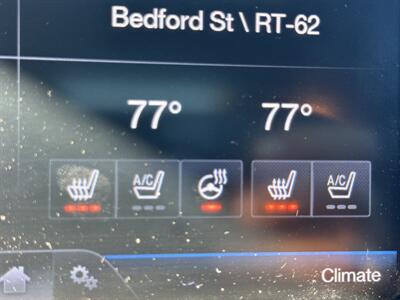 Bedford St \ RT-62
77° 77°
A/C A/C
Climate